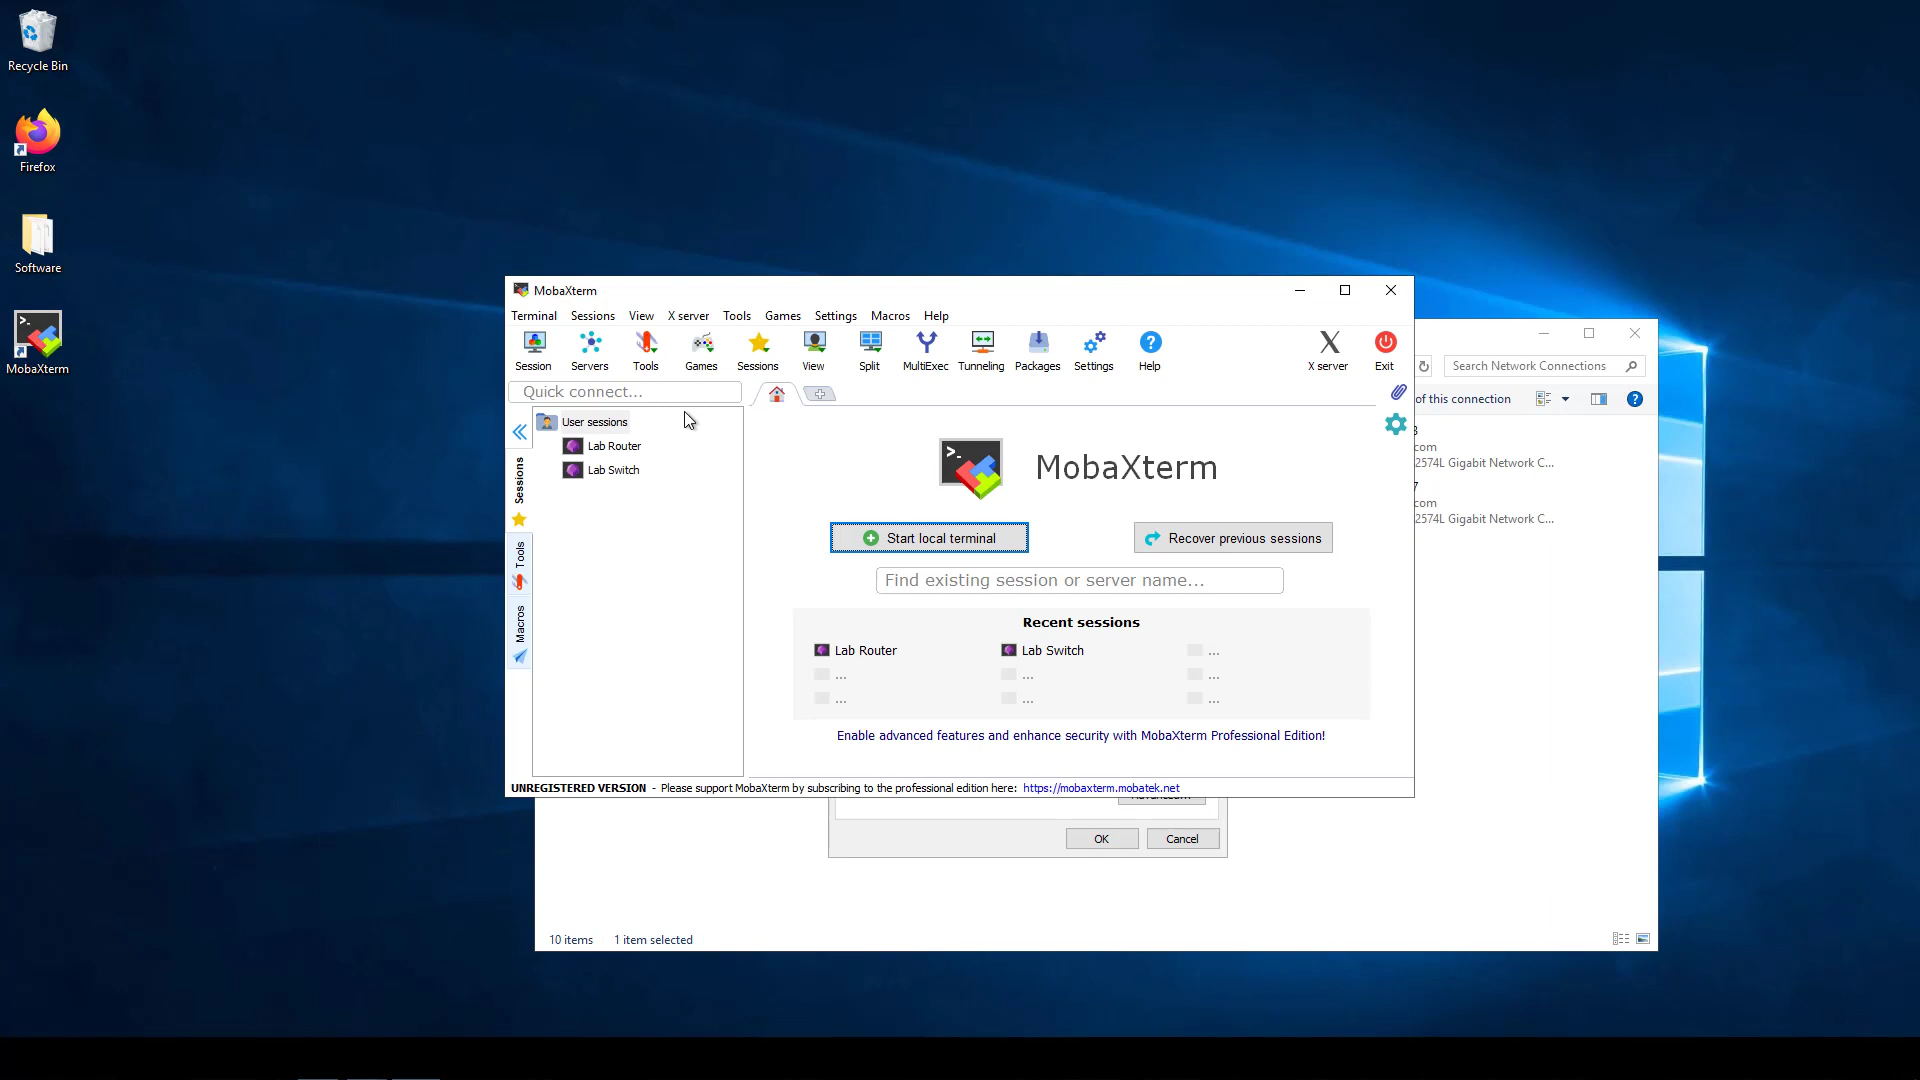 Recycle Bin
Firefox
Software
MobaXterm
MobaXterm
Terminal Sessions View X server Tools Games Settings Macros Help
Session Servers Tools Games Sessions View Split MultiExec Tunneling Packages Settings Help X server Exit
Quick connect...
User sessions
Lab Router
Lab Switch
Sessions
Tools
Macros
MobaXterm
Start local terminal
Recover previous sessions
Find existing session or server name...
Recent sessions
Lab Router Lab Switch ...
... ... ...
... ... ...
Enable advanced features and enhance security with MobaXterm Professional Edition!
UNREGISTERED VERSION - Please support MobaXterm by subscribing to the professional edition here: https://mobaxterm.mobatek.net
Search Network Connections
of this connection
com
2574L Gigabit Network C...
7
com
2574L Gigabit Network C...
OK Cancel
10 items 1 item selected